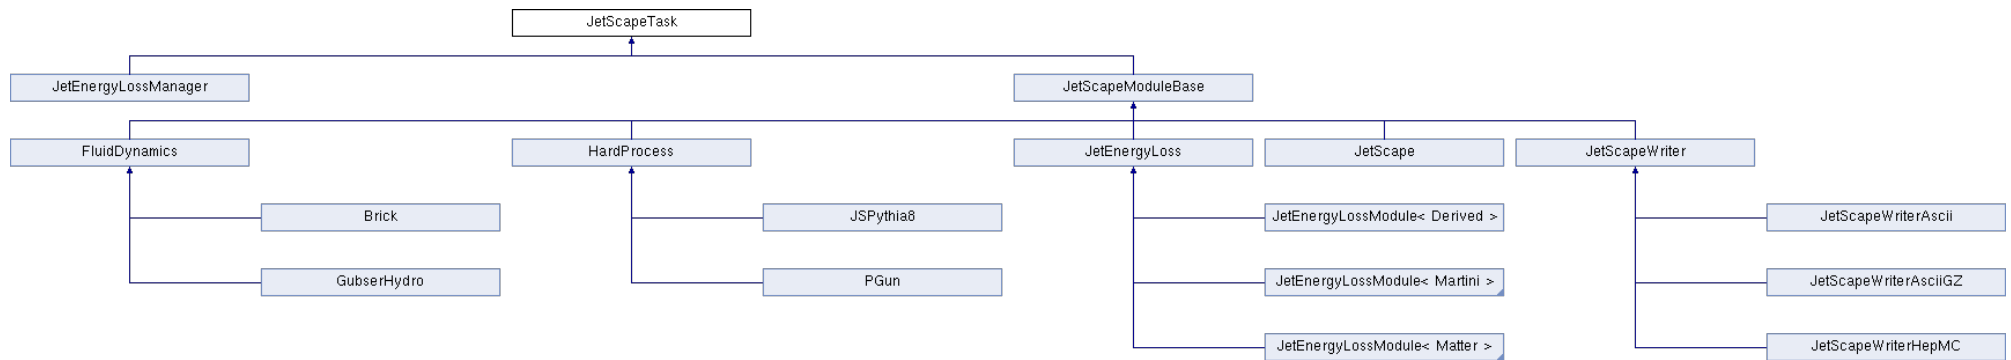 JetScapeTask
JetEnergyLossManager
JetScapeModuleBase
FluidDynamics
HardProcess
JetEnergyLoss
JetScape
JetScapeWriter
Brick
JSPythia8
JetEnergyLossModule< Derived >
JetScapeWriterAscii
GubserHydro
PGun
JetEnergyLossModule< Martini >
JetScapeWriterAsciiGZ
JetEnergyLossModule< Matter >
JetScapeWriterHepMC